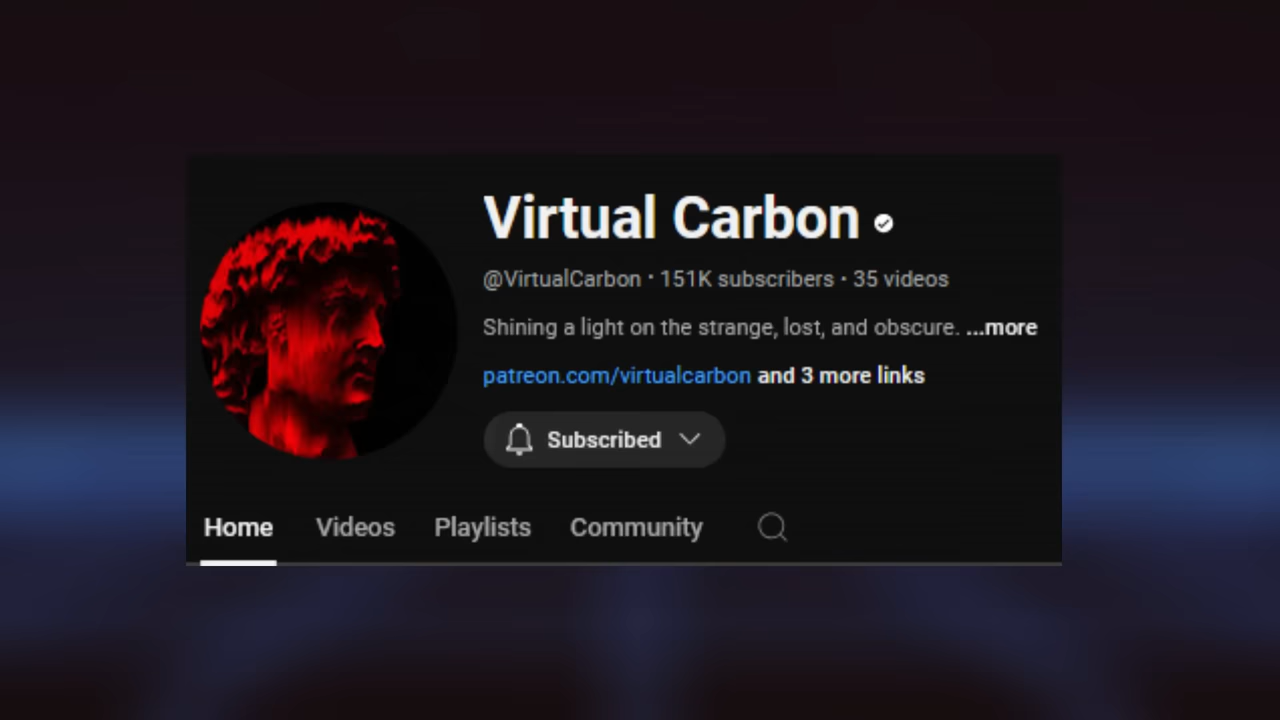 Virtual Carbon
@VirtualCarbon · 151K subscribers · 35 videos
Shining a light on the strange, lost, and obscure. ...more
patreon.com/virtualcarbon and 3 more links
Subscribed
Home Videos Playlists Community